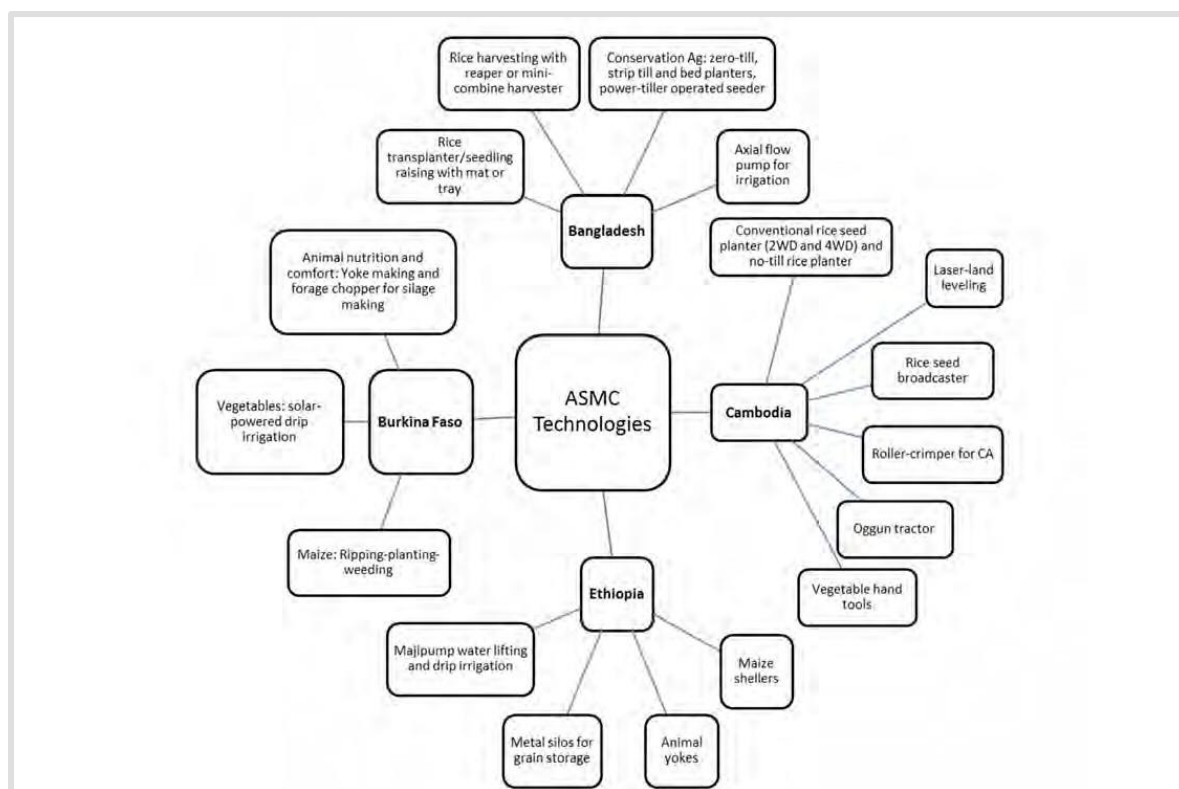 Rice harvesting with
reaper or mini-
combine harvester
Conservation Ag: zero-till,
strip till and bed planters,
power-tiller operated seeder
Rice
transplanter/seedling
raising with mat or
tray
Axial flow
pump for
irrigation
Bangladesh
Conventional rice seed
planter (2WD and 4WD) and
no-till rice planter
Animal nutrition and
comfort: Yoke making and
forage chopper for silage
making
Laser-land
leveling
Rice seed
broadcaster
ASMC
Technologies
Cambodia
Vegetables: solar-
powered drip
irrigation
Burkina Faso
Roller-crimper for CA
Oggun tractor
Maize: Ripping-planting-
weeding
Vegetable hand
tools
Ethiopia
Majipump water lifting
and drip irrigation
Maize
shellers
Metal silos for
grain storage
Animal
yokes